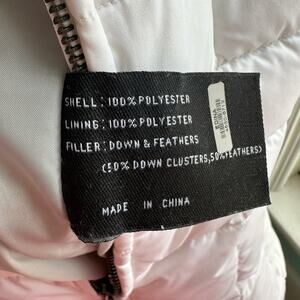 SHELL: 100% POLYESTER
LINING: 100% POLYESTER
FILLER: DOWN & FEATHERS
(50% DOWN CLUSTERS, 50% FEATHERS)
MADE IN CHINA